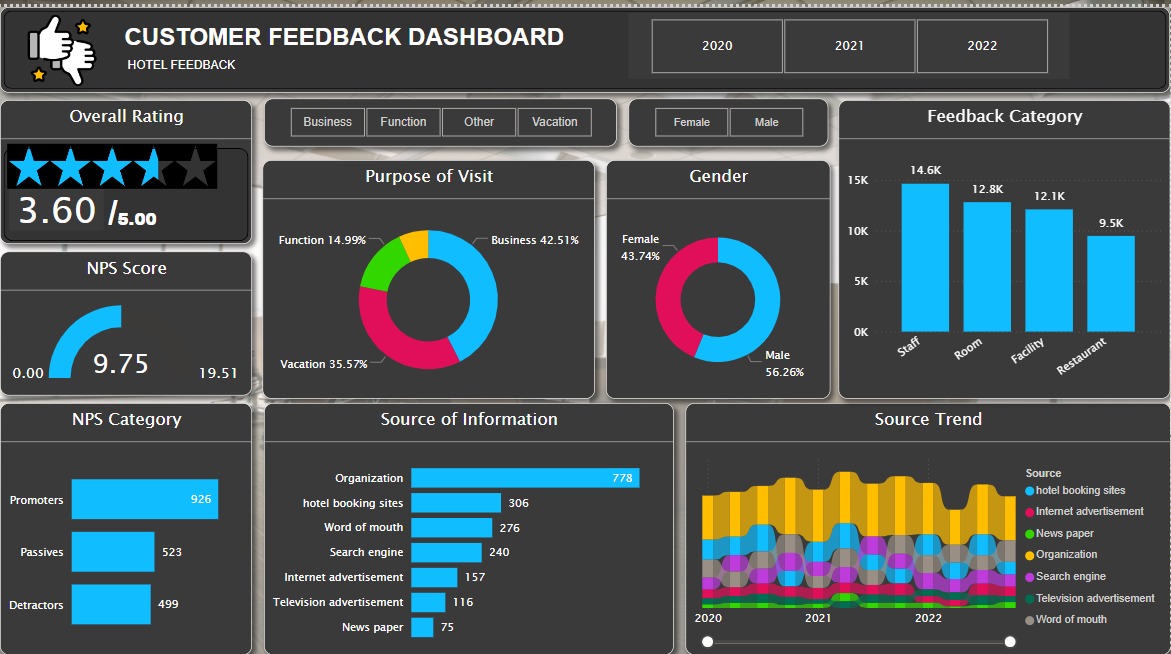 CUSTOMER FEEDBACK DASHBOARD
HOTEL FEEDBACK
2020
2021
2022
Overall Rating
3.60 /5.00
Business
Function
Other
Vacation
Female
Male
NPS Score
0.00
9.75
19.51
Purpose of Visit
Function 14.99%
Business 42.51%
Vacation 35.57%
Gender
Female
43.74%
Male
56.26%
Feedback Category
15K
10K
5K
0K
14.6K
12.8K
12.1K
9.5K
Staff
Room
Facility
Restaurant
NPS Category
Promoters 926
Passives 523
Detractors 499
Source of Information
Organization 778
hotel booking sites 306
Word of mouth 276
Search engine 240
Internet advertisement 157
Television advertisement 116
News paper 75
Source Trend
2020
2021
2022
Source
hotel booking sites
Internet advertisement
News paper
Organization
Search engine
Television advertisement
Word of mouth